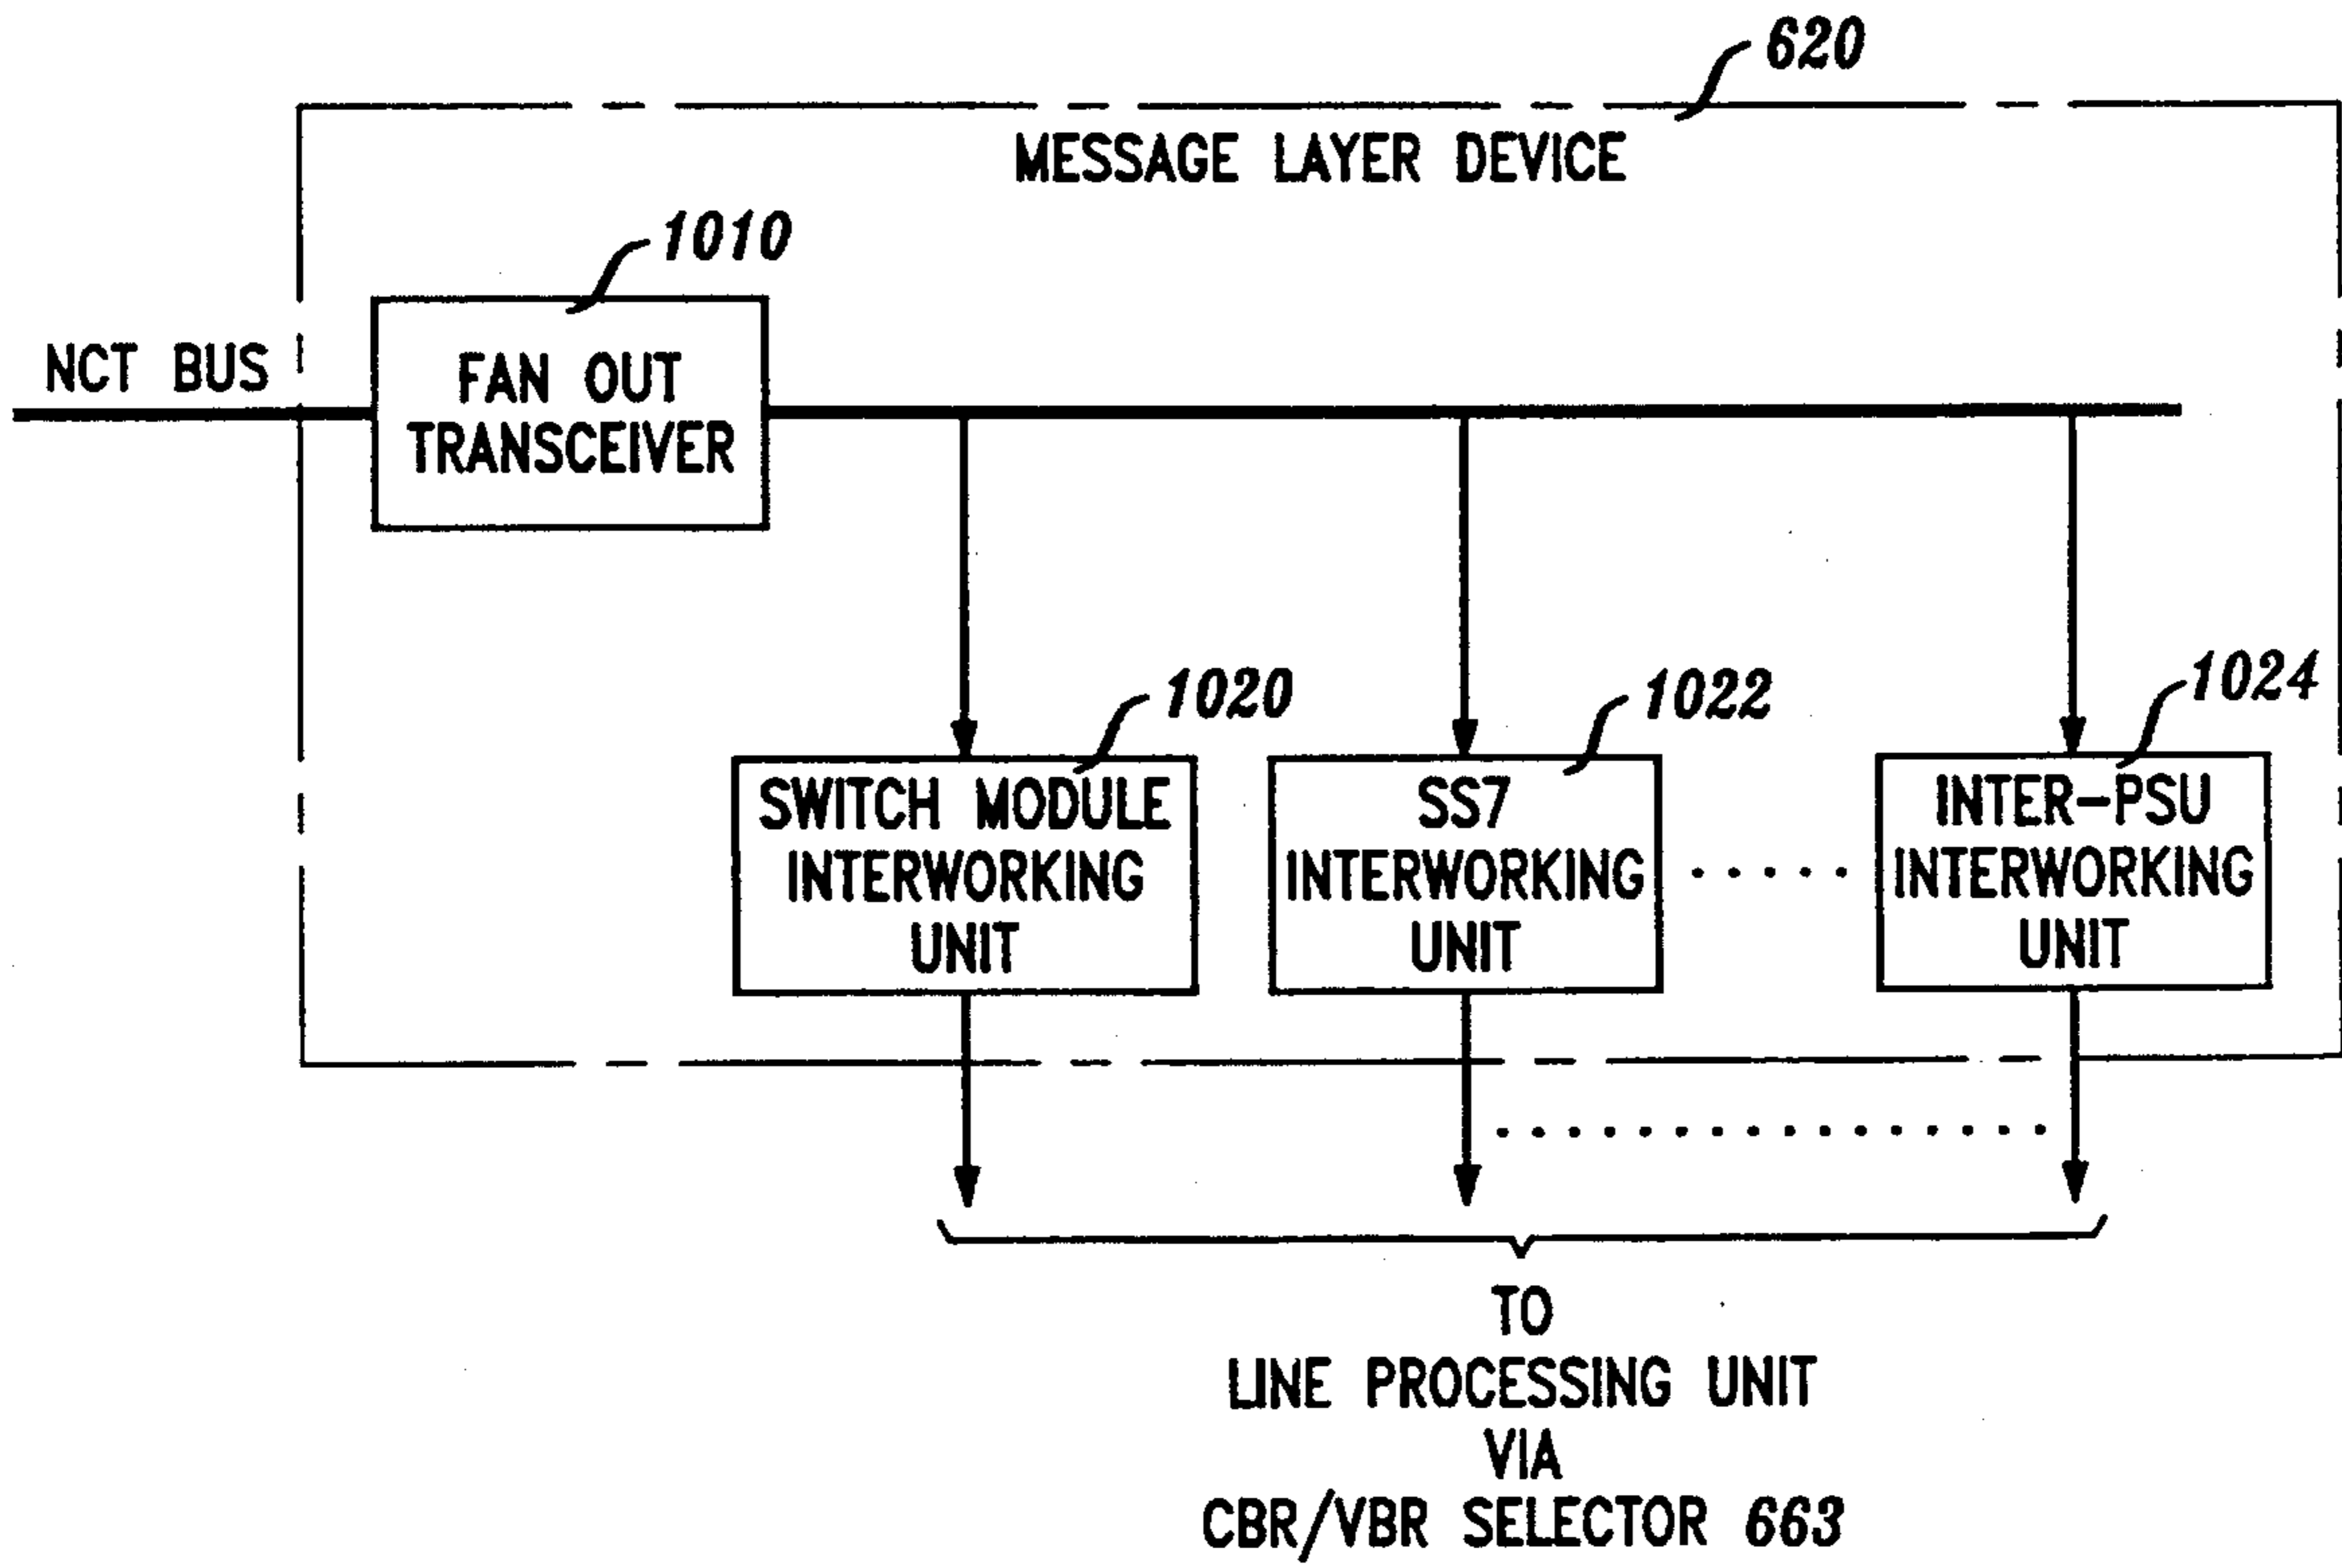 620
MESSAGE LAYER DEVICE
1010
NCT BUS
FAN OUT
TRANSCEIVER
1020
1022
1024
SWITCH MODULE
INTERWORKING
UNIT
SS7
INTERWORKING
UNIT
INTER-PSU
INTERWORKING
UNIT
TO
LINE PROCESSING UNIT
VIA
CBR/VBR SELECTOR 663